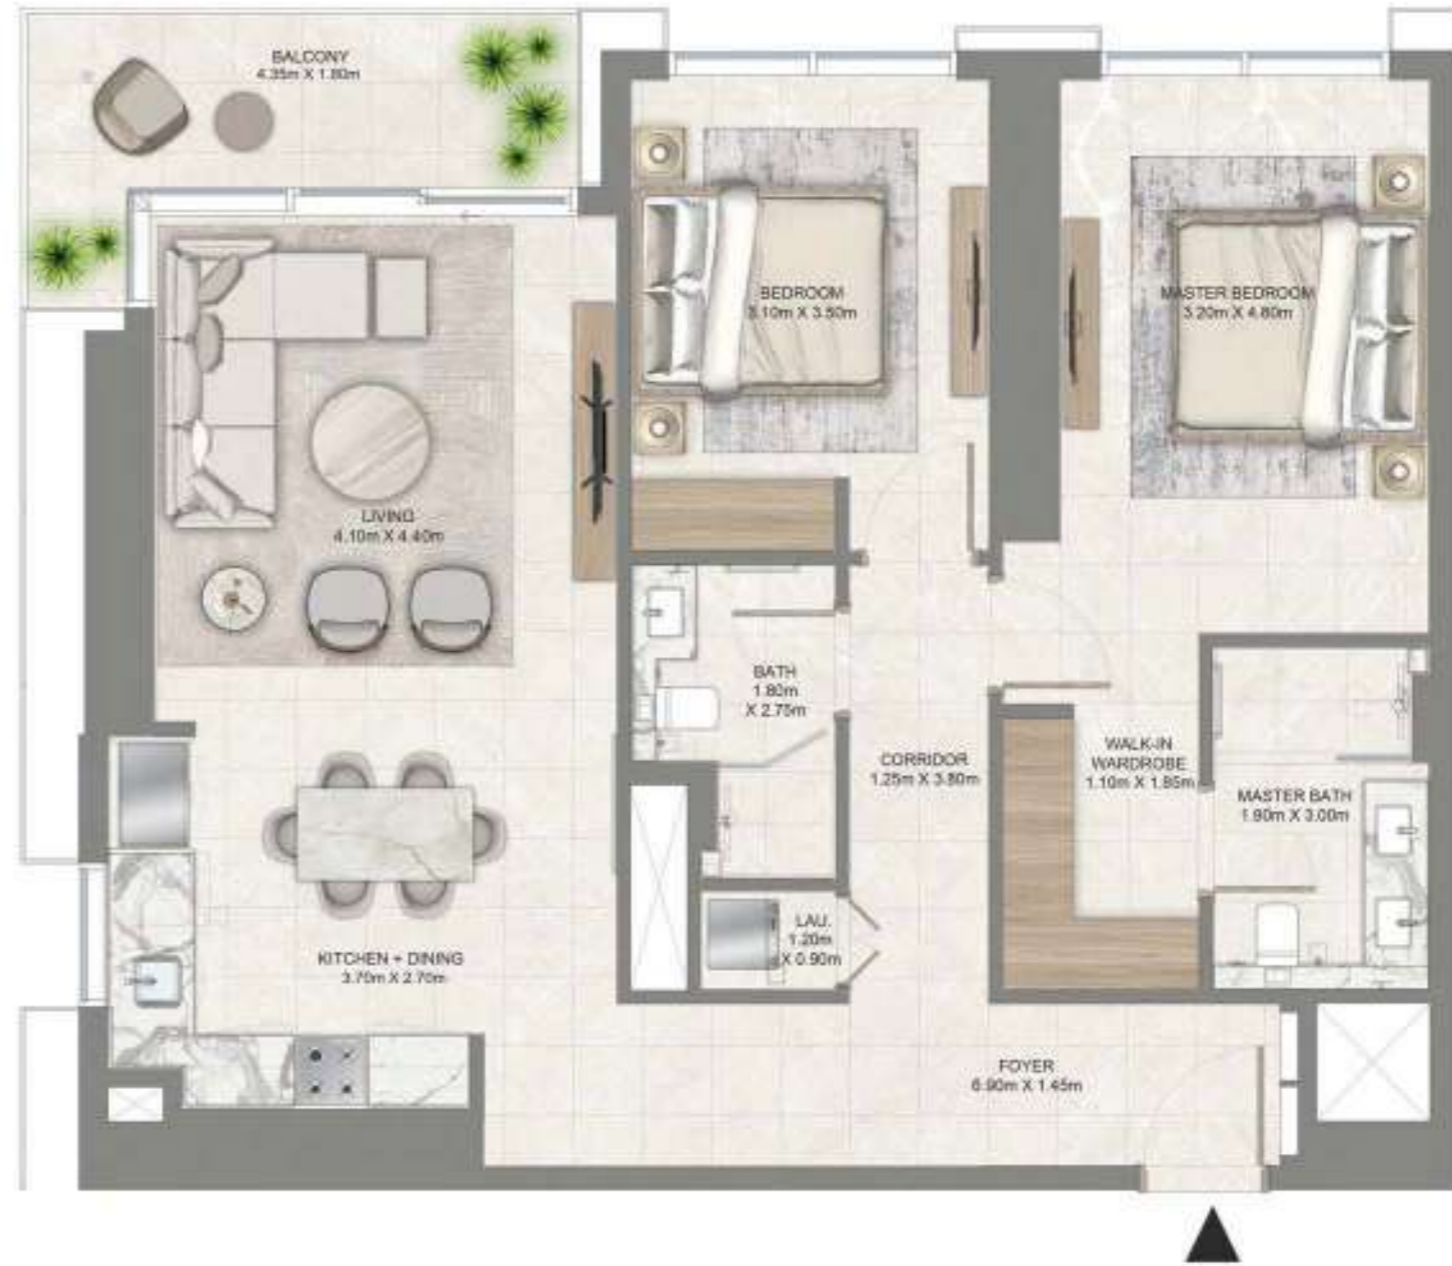 BALCONY
4.35m X 1.80m
BEDROOM
3.10m X 3.50m
MASTER BEDROOM
3.20m X 4.80m
LIVING
4.10m X 4.40m
BATH
1.80m
X 2.75m
CORRIDOR
1.25m X 3.80m
WALK-IN
WARDROBE
1.10m X 1.85m
MASTER BATH
1.90m X 3.00m
LAU.
1.20m
X 0.90m
KITCHEN + DINING
3.70m X 2.70m
FOYER
6.90m X 1.45m